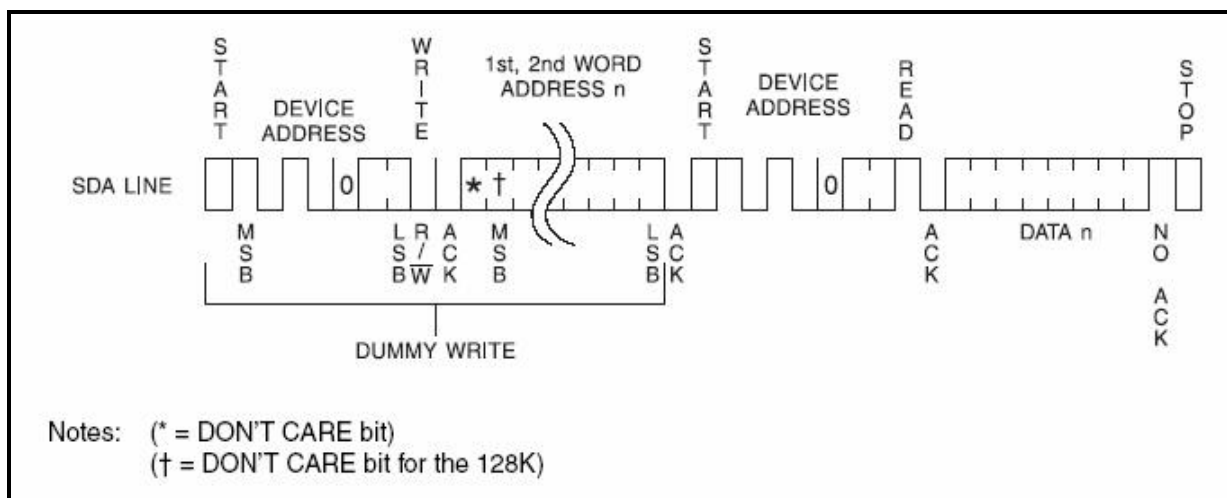 START
DEVICE
ADDRESS
WRITE
1st, 2nd WORD
ADDRESS n
START
DEVICE
ADDRESS
READ
STOP
SDA LINE
0
* †
0
MSB
LSB
R/W̅
ACK
MSB
LSB
ACK
ACK
DATA n
NO ACK
DUMMY WRITE
Notes: (* = DON'T CARE bit)
(† = DON'T CARE bit for the 128K)